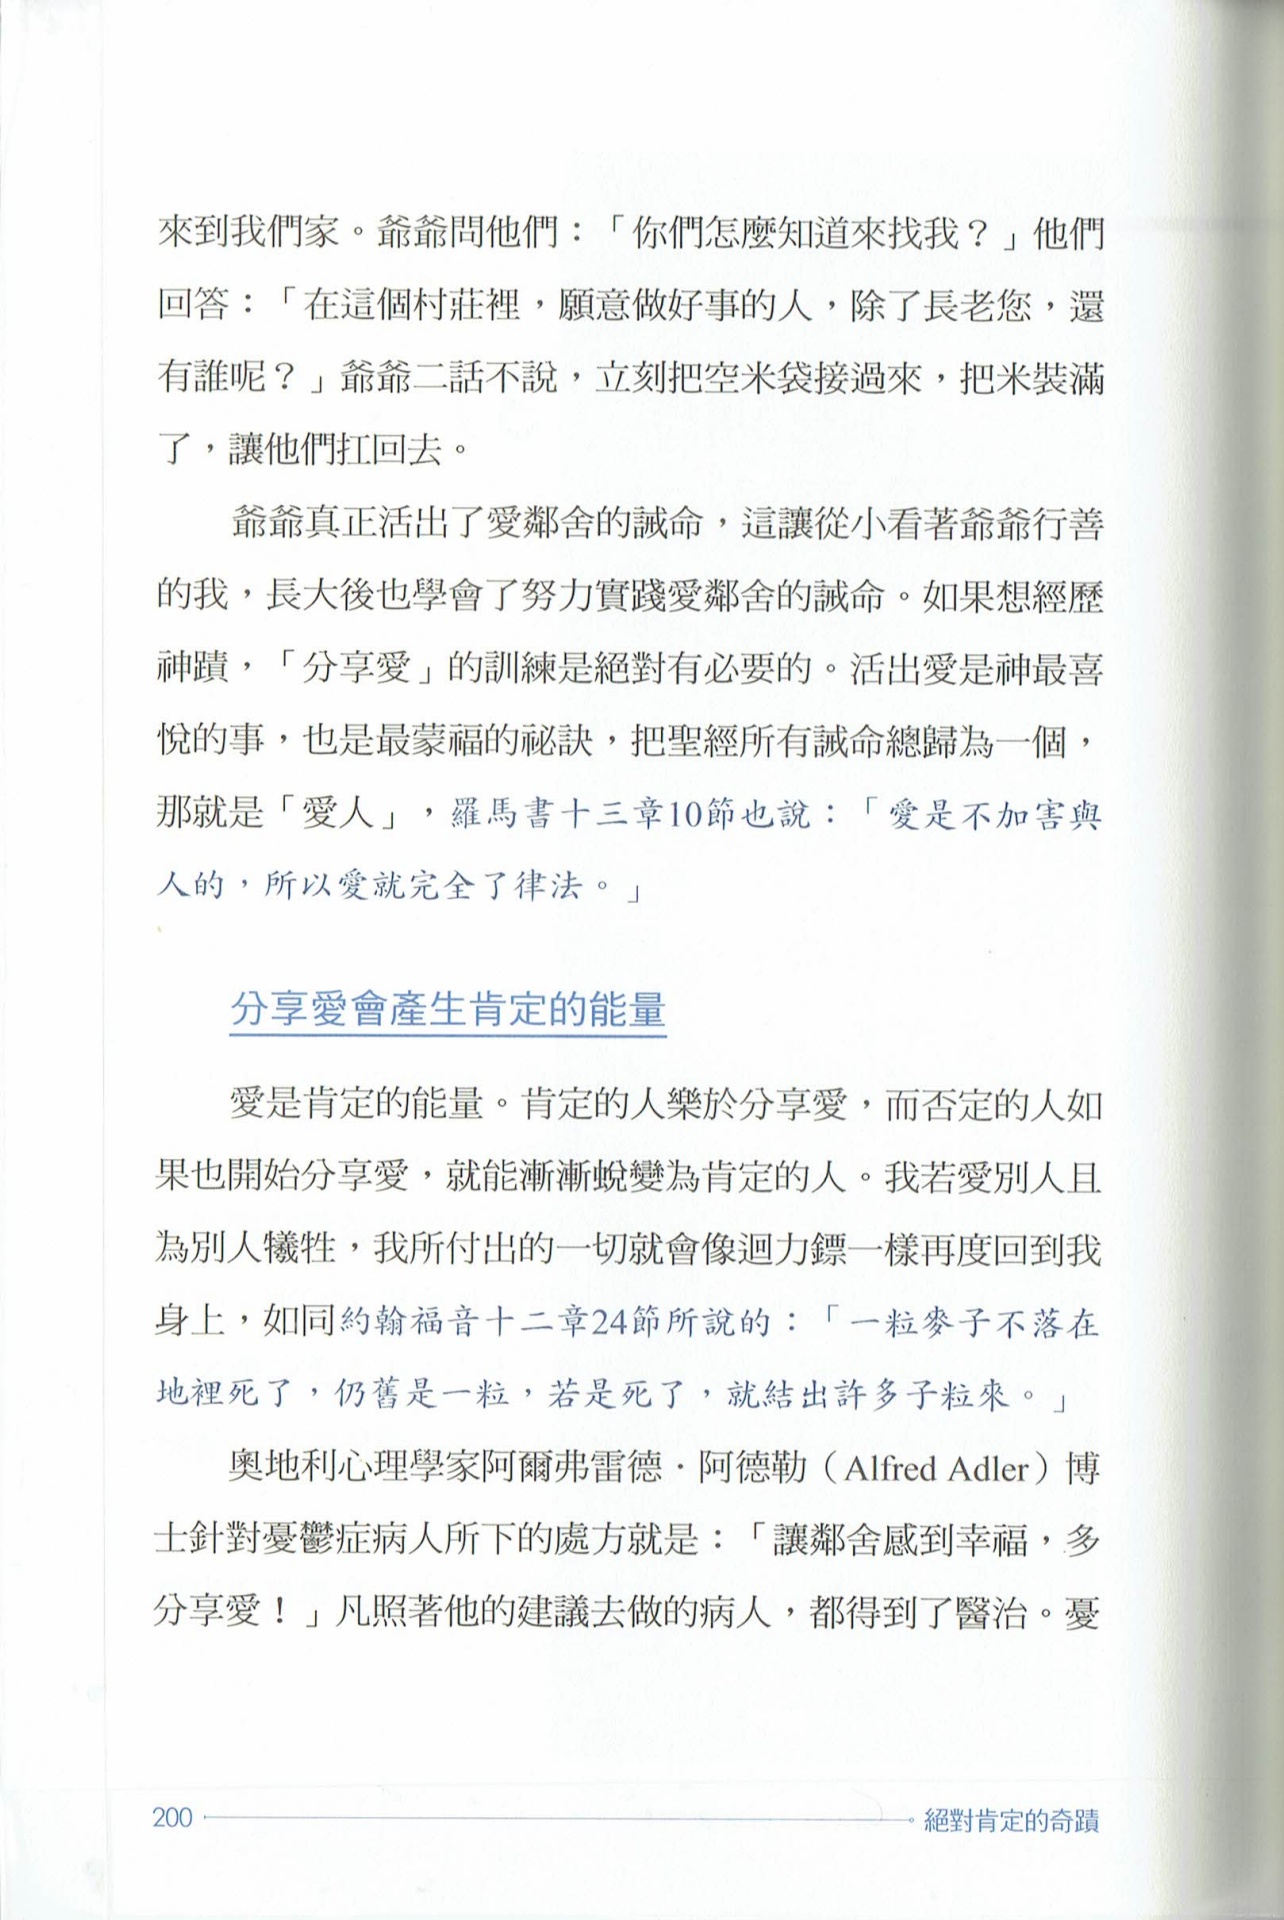 來到我們家。爺爺問他們：「你們怎麼知道來找我？」他們
回答：「在這個村莊裡，願意做好事的人，除了長老您，還
有誰呢？」爺爺二話不說，立刻把空米袋接過來，把米裝滿
了，讓他們扛回去。
爺爺真正活出了愛鄰舍的誡命，這讓從小看著爺爺行善
的我，長大後也學會了努力實踐愛鄰舍的誡命。如果想經歷
神蹟，「分享愛」的訓練是絕對有必要的。活出愛是神最喜
悅的事，也是最蒙福的祕訣，把聖經所有誡命總歸為一個，
那就是「愛人」，羅馬書十三章10節也說：「愛是不加害與
人的，所以愛就完全了律法。」
分享愛會產生肯定的能量
愛是肯定的能量。肯定的人樂於分享愛，而否定的人如
果也開始分享愛，就能漸漸蛻變為肯定的人。我若愛別人且
為別人犧牲，我所付出的一切就會像迴力鏢一樣再度回到我
身上，如同約翰福音十二章24節所說的：「一粒麥子不落在
地裡死了，仍舊是一粒，若是死了，就結出許多子粒來。」
奧地利心理學家阿爾弗雷德．阿德勒（Alfred Adler）博
士針對憂鬱症病人所下的處方就是：「讓鄰舍感到幸福，多
分享愛！」凡照著他的建議去做的病人，都得到了醫治。憂
200 絕對肯定的奇蹟